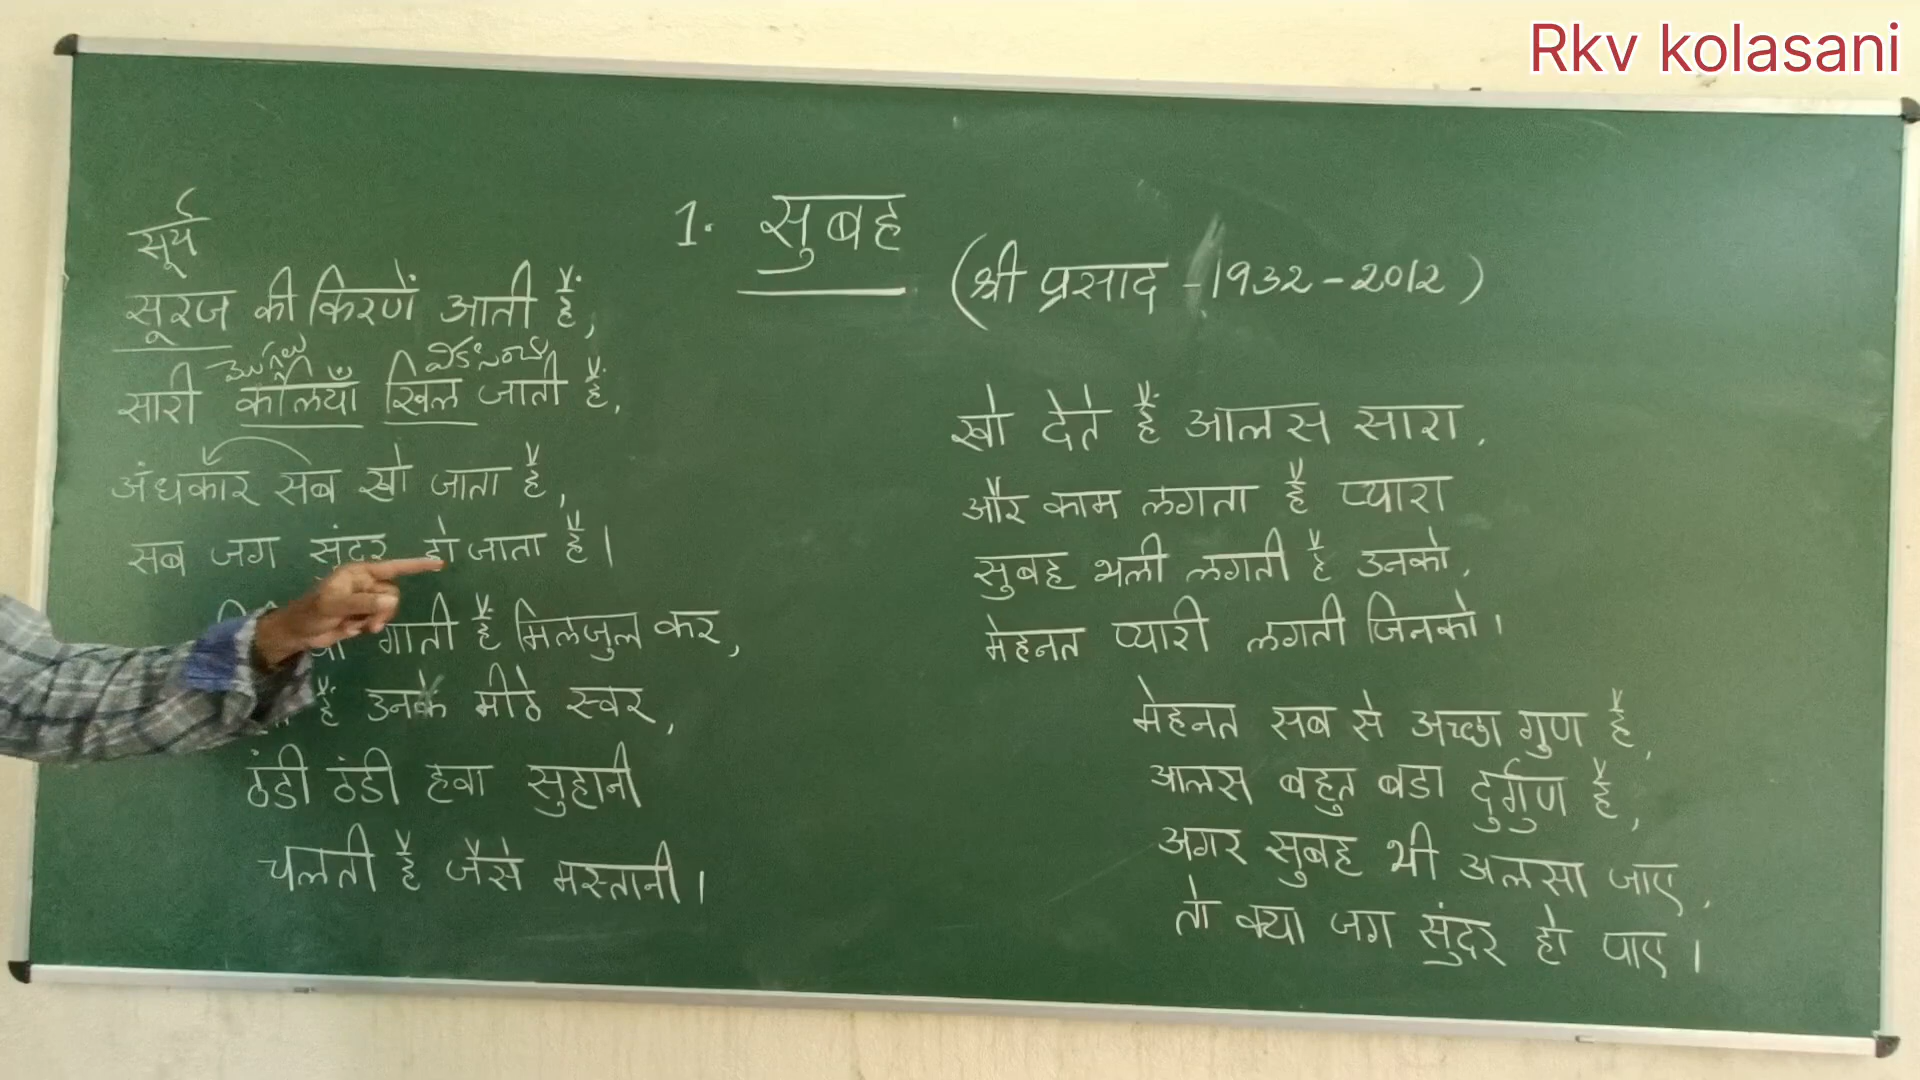 Rkv kolasani
1. सुबह
(श्री प्रसाद - 1932 - 2012)
सूर्य
सूरज की किरणें आती हैं,
మొగ్గలు వికసించు
सारी कलियाँ खिल जाती हैं,
अंधकार सब खो जाता है,
सब जग सुंदर हो जाता है।
गाती हैं मिलजुल कर,
हैं उनके मीठे स्वर,
ठंडी ठंडी हवा सुहानी
चलती है जैसे मस्तानी।
खो देते हैं आलस सारा,
और काम लगता है प्यारा
सुबह भली लगती है उनको,
मेहनत प्यारी लगती जिनको।
मेहनत सब से अच्छा गुण है,
आलस बहुत बडा दुर्गुण है,
अगर सुबह भी अलसा जाए,
तो क्या जग सुंदर हो पाए।